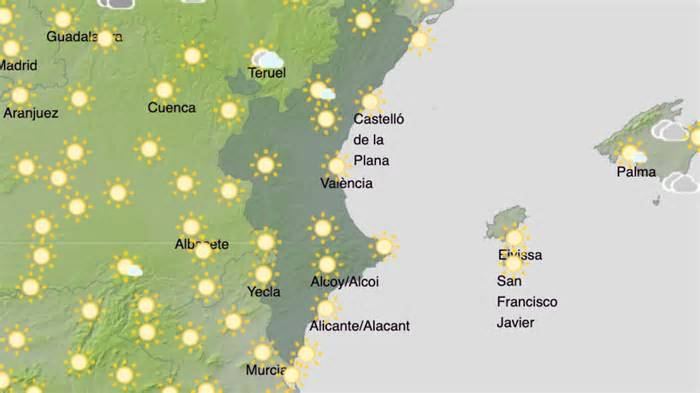 Guadalajara
Madrid
Teruel
Aranjuez
Cuenca
Castelló
de la
Plana
València
Palma
Albacete
Eivissa
Yecla
Alcoy/Alcoi
San
Francisco
Javier
Alicante/Alacant
Murcia